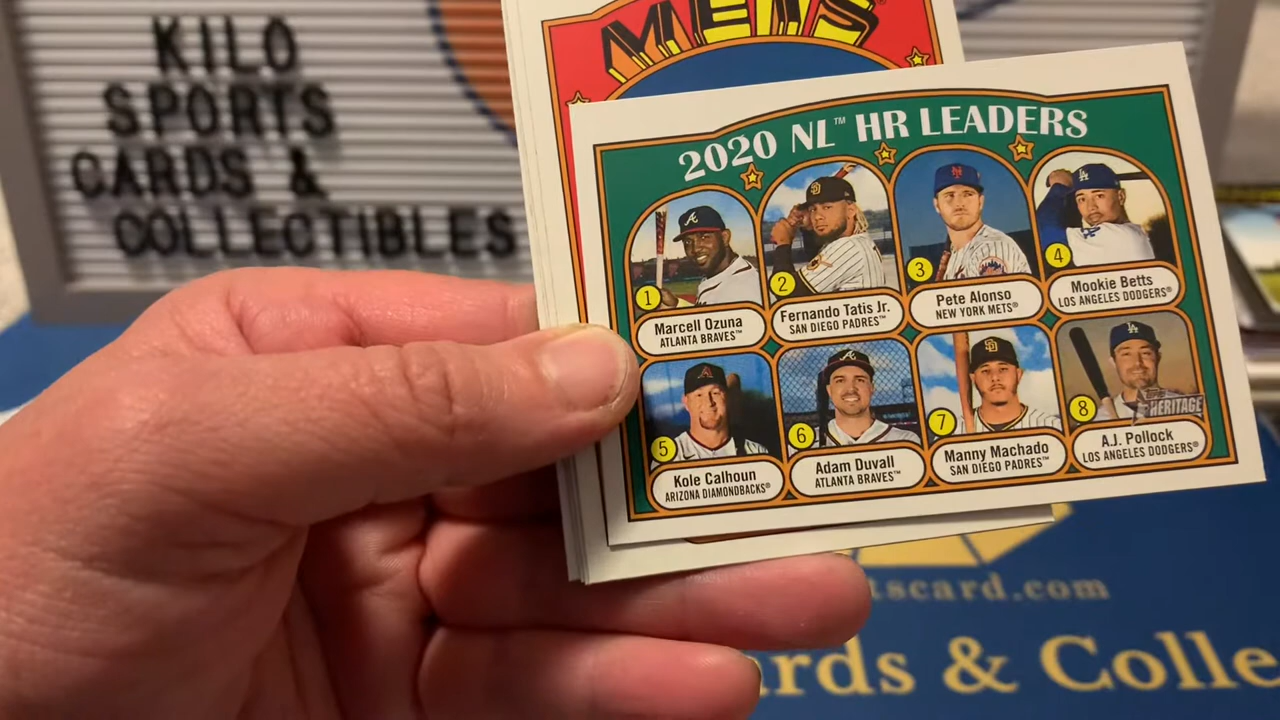 KILO
SPORTS
CARDS &
COLLECTIBLES
METS
2020 NL™ HR LEADERS
1
Marcell Ozuna
ATLANTA BRAVES™
2
Fernando Tatis Jr.
SAN DIEGO PADRES™
3
Pete Alonso
NEW YORK METS®
4
Mookie Betts
LOS ANGELES DODGERS®
5
Kole Calhoun
ARIZONA DIAMONDBACKS®
6
Adam Duvall
ATLANTA BRAVES™
7
Manny Machado
SAN DIEGO PADRES™
8
TOPPS
HERITAGE
A.J. Pollock
LOS ANGELES DODGERS®
tscard.com
rds & Colle